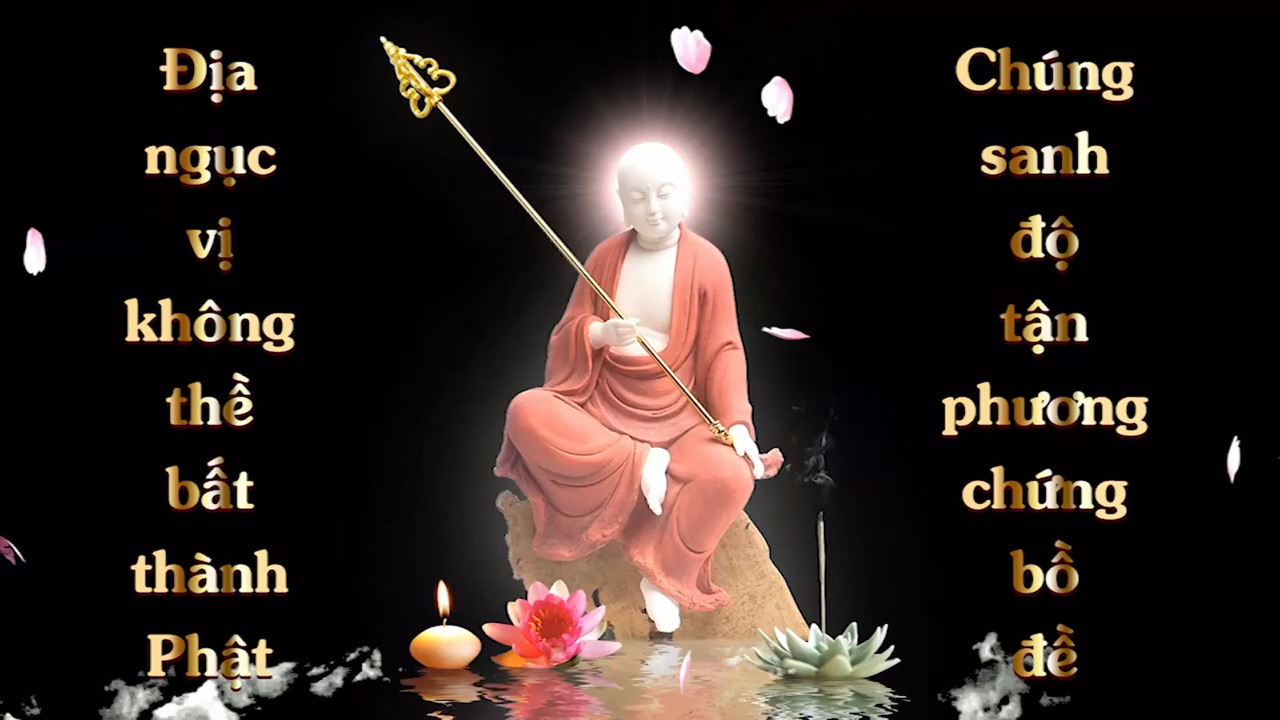 Địa
ngục
vị
không
thề
bất
thành
Phật
Chúng
sanh
độ
tận
phương
chứng
bồ
đề